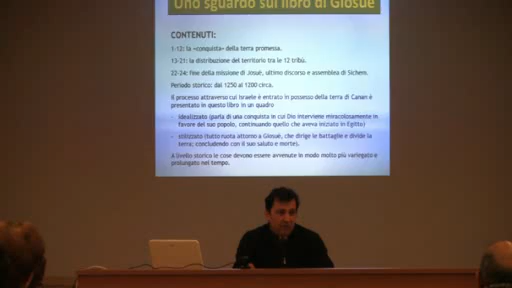 Uno sguardo sul libro di Giosuè
CONTENUTI:
1-12: la «conquista» della terra promessa.
13-21: la distribuzione del territorio tra le 12 tribù.
22-24: fine della missione di Josuè, ultimo discorso e assemblea di Sichem.
Periodo storico: dal 1250 al 1200 circa.
Il processo attraverso cui Israele è entrato in possesso della terra di Canan è
presentato in questo libro in un quadro
- idealizzato (parla di una conquista in cui Dio interviene miracolosamente in
favore del suo popolo, continuando quello che aveva iniziato in Egitto)
- stilizzato (tutto ruota attorno a Giosuè, che dirige le battaglie e divide la
terra; concludendo con il suo saluto e morte).
A livello storico le cose devono essere avvenute in modo molto più variegato e
prolungato nel tempo.